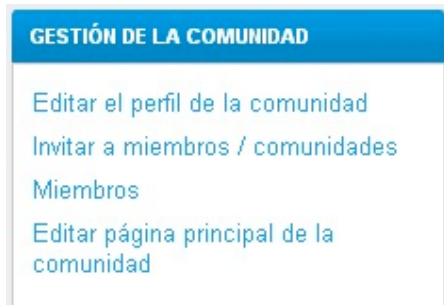 GESTIÓN DE LA COMUNIDAD
Editar el perfil de la comunidad
Invitar a miembros / comunidades
Miembros
Editar página principal de la
comunidad